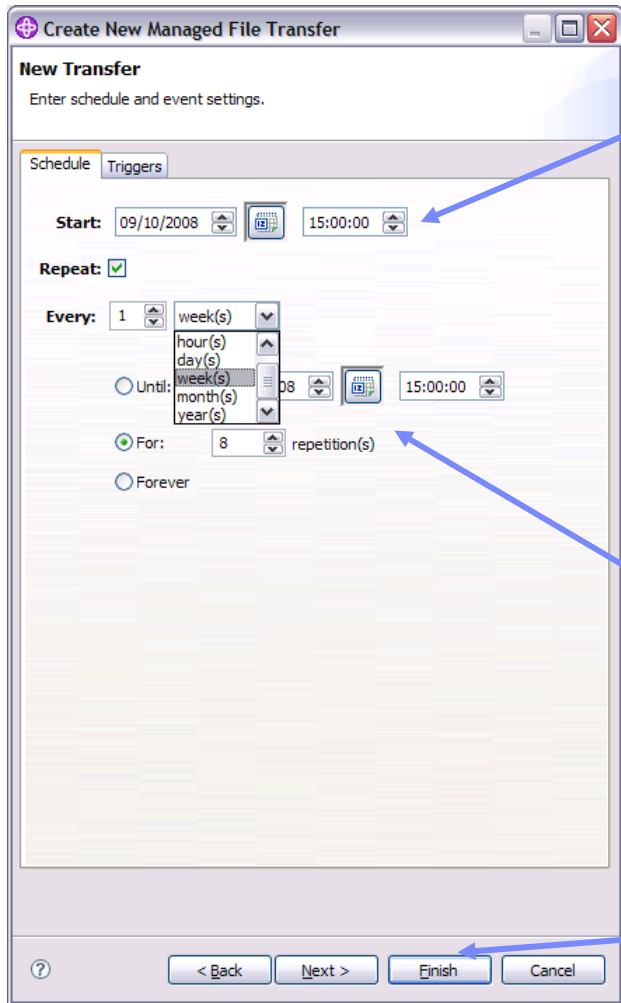 Create New Managed File Transfer
New Transfer
Enter schedule and event settings.
Schedule Triggers
Start: 09/10/2008 12 15:00:00
Repeat:
Every: 1 week(s)
hour(s)
day(s)
Until: week(s) 08 12 15:00:00
month(s)
year(s)
For: 8 repetition(s)
Forever
? < Back Next > Finish Cancel